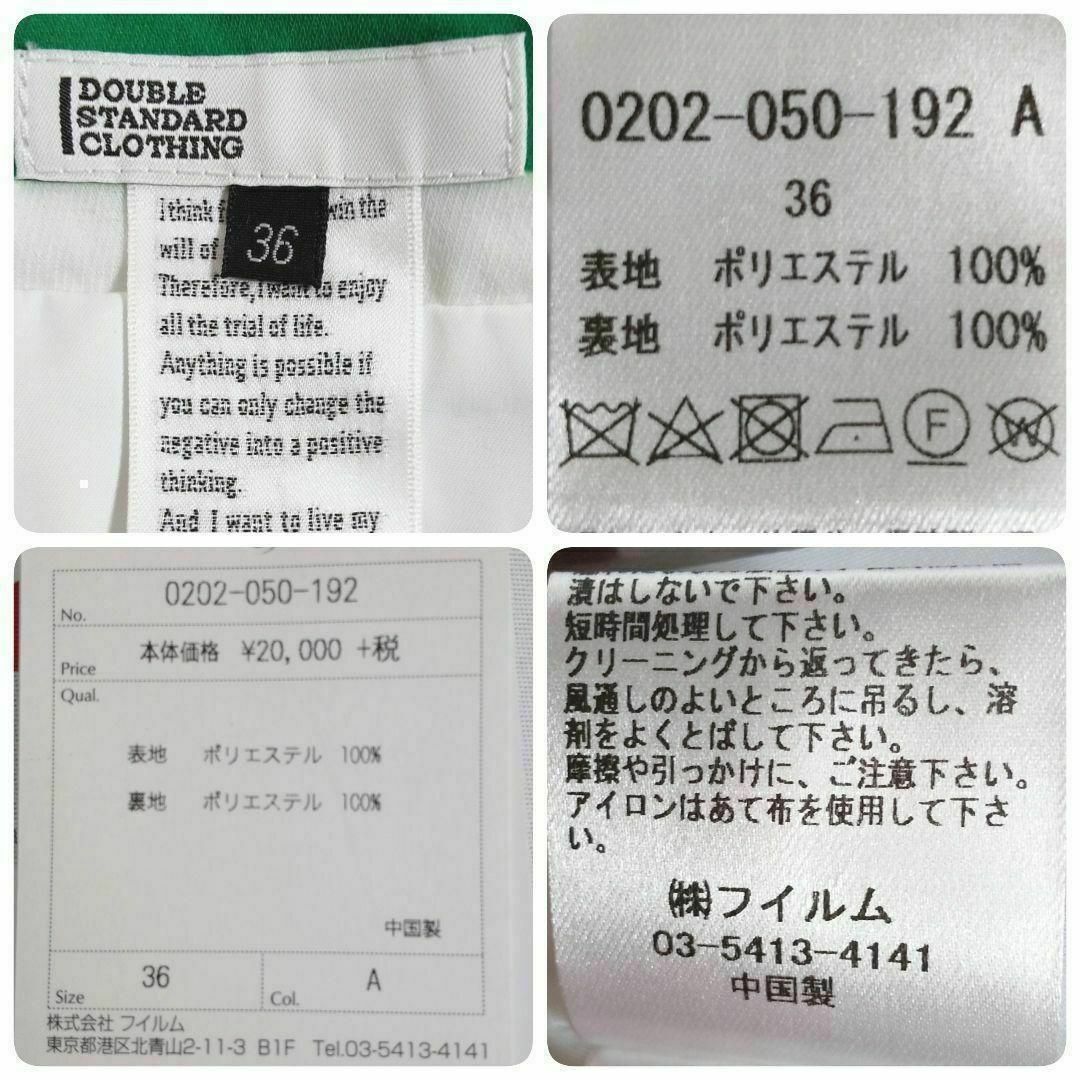 DOUBLE
STANDARD
CLOTHING
36
I think win the
will of
Therefore, I want to enjoy
all the trial of life.
Anything is possible if
you can only change the
negative into a positive
thinking.
And I want to live my
0202-050-192 A
36
表地 ポリエステル 100%
裏地 ポリエステル 100%
F
W
No. 0202-050-192
Price 本体価格 ¥20,000 +税
Qual.
表地 ポリエステル 100%
裏地 ポリエステル 100%
中国製
Size 36 Col. A
株式会社 フイルム
東京都港区北青山2-11-3 B1F Tel.03-5413-4141
漬はしないで下さい。
短時間処理して下さい。
クリーニングから返ってきたら、
風通しのよいところに吊るし、溶
剤をよくとばして下さい。
摩擦や引っかけに、ご注意下さい。
アイロンはあて布を使用して下さ
い。
㈱フイルム
03-5413-4141
中国製